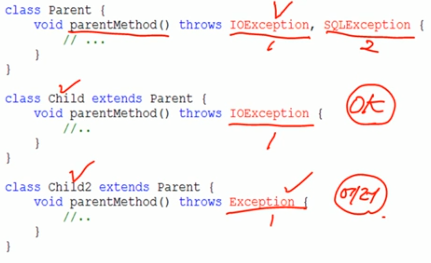 class Parent {
void parentMethod() throws IOException, SQLException {
// ...
}
}
class Child extends Parent {
void parentMethod() throws IOException {
//..
}
}
class Child2 extends Parent {
void parentMethod() throws Exception {
//..
}
}
1
2
1
OK
1